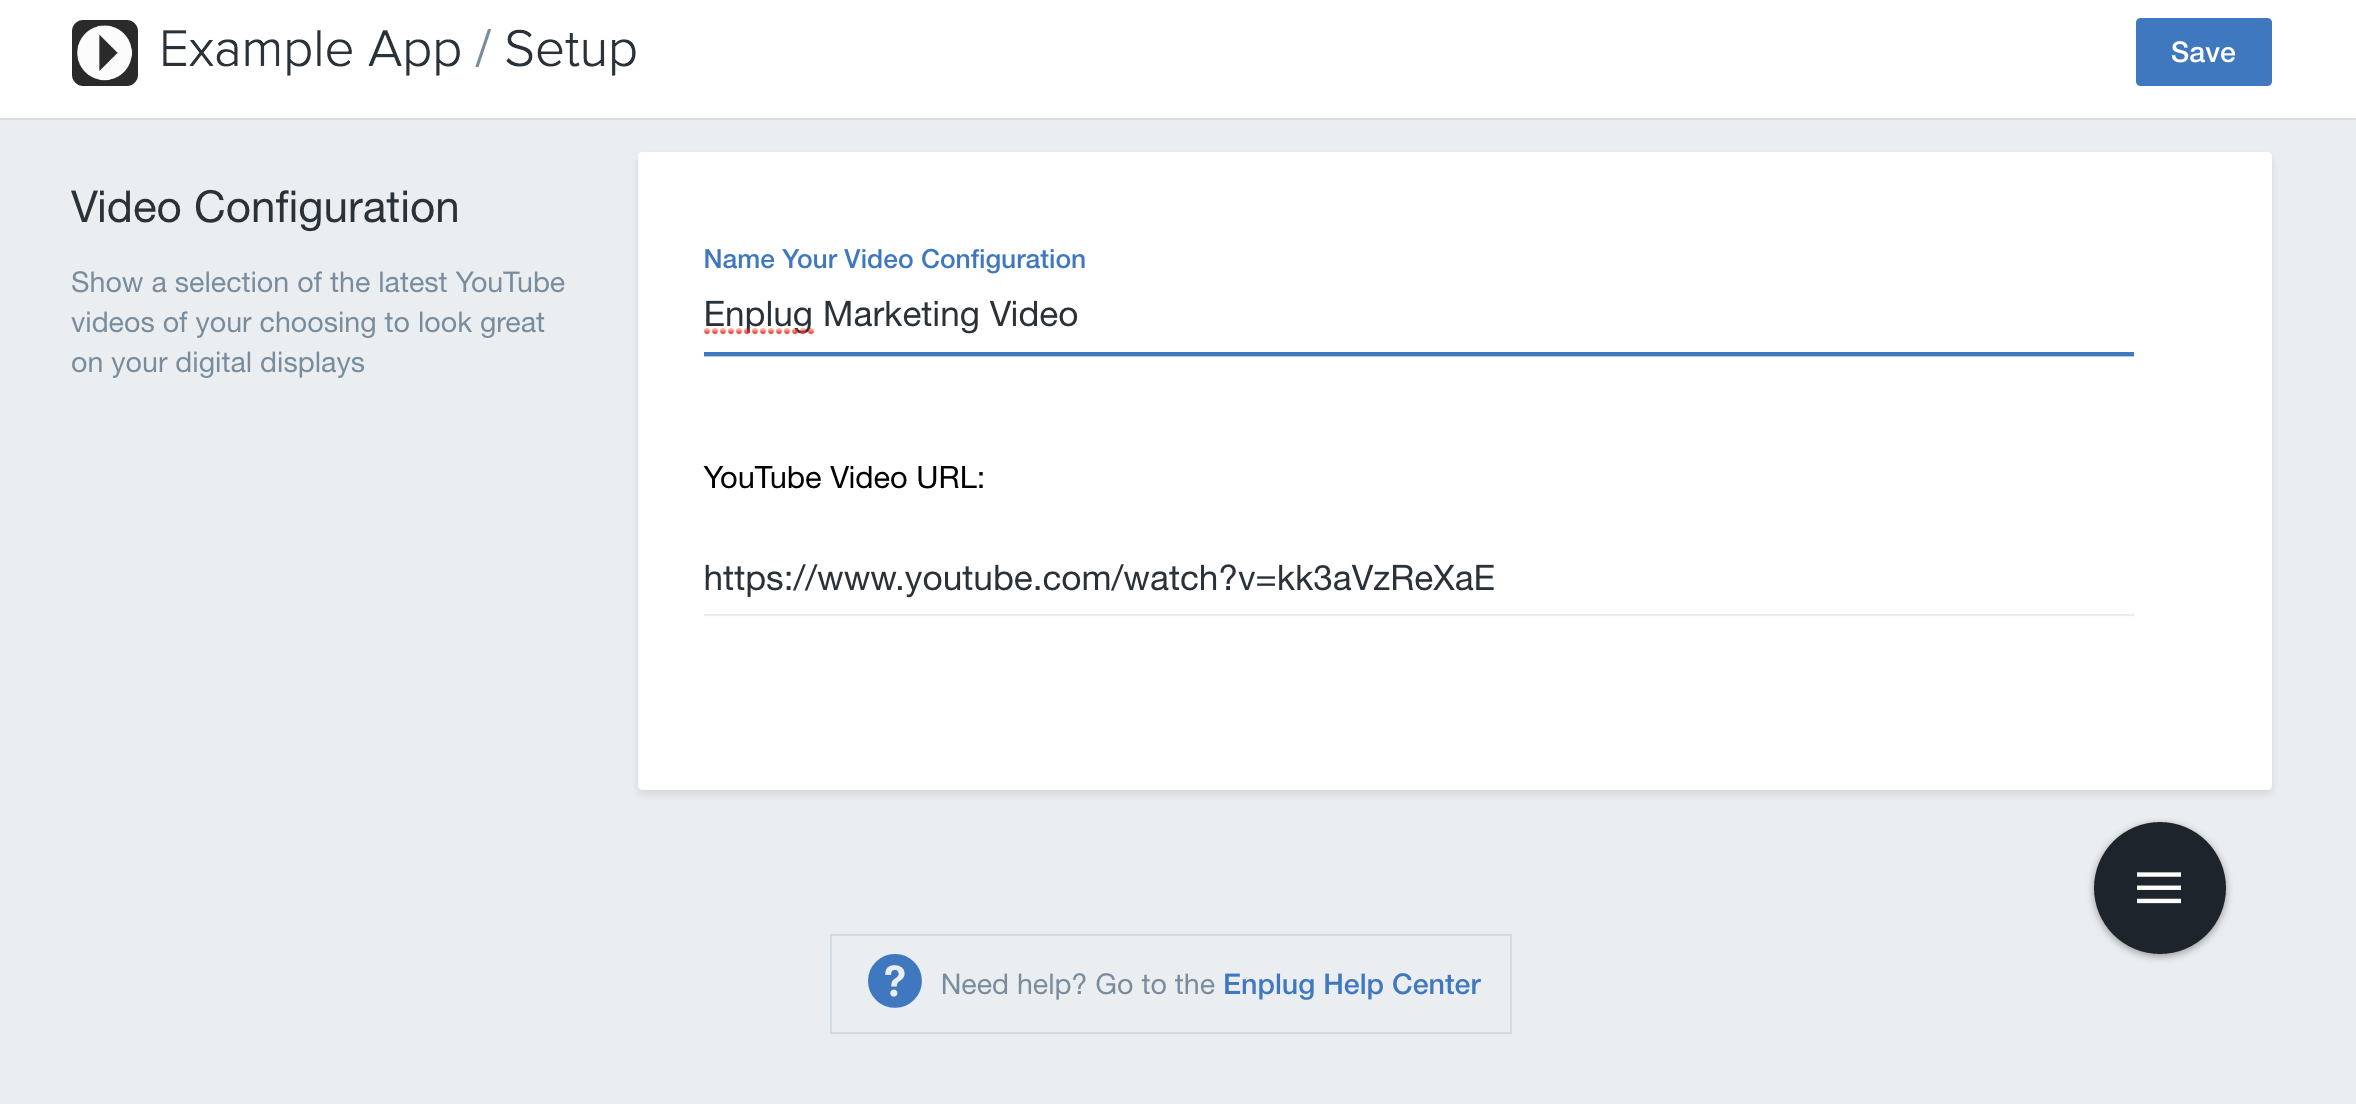 Example App / Setup
Save
Video Configuration
Show a selection of the latest YouTube
videos of your choosing to look great
on your digital displays
Name Your Video Configuration
Enplug Marketing Video
YouTube Video URL:
https://www.youtube.com/watch?v=kk3aVzReXaE
? Need help? Go to the Enplug Help Center